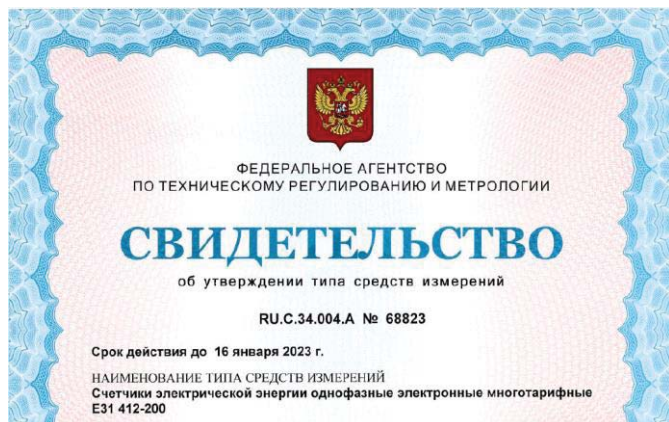 ФЕДЕРАЛЬНОЕ АГЕНТСТВО
ПО ТЕХНИЧЕСКОМУ РЕГУЛИРОВАНИЮ И МЕТРОЛОГИИ
СВИДЕТЕЛЬСТВО
об утверждении типа средств измерений
RU.C.34.004.A № 68823
Срок действия до 16 января 2023 г.
НАИМЕНОВАНИЕ ТИПА СРЕДСТВ ИЗМЕРЕНИЙ
Счетчики электрической энергии однофазные электронные многотарифные
E31 412-200